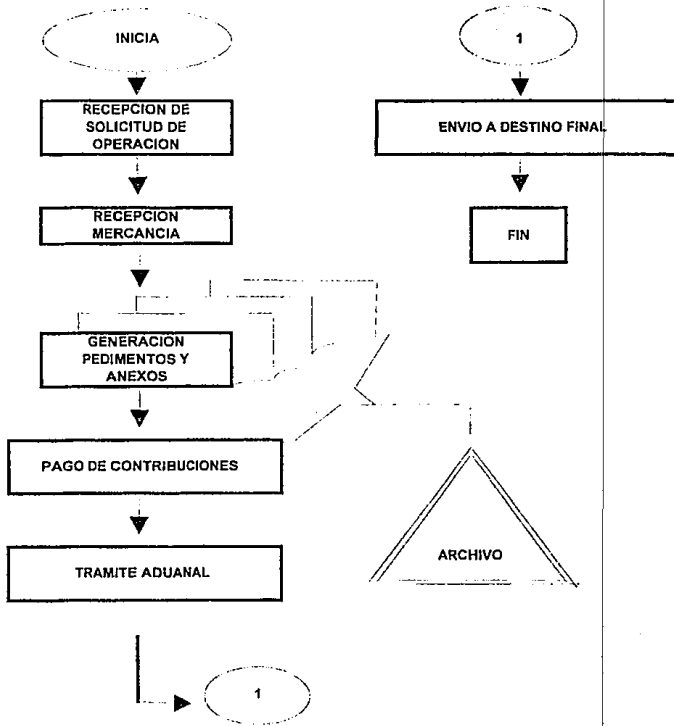 INICIA
RECEPCION DE
SOLICITUD DE
OPERACION
RECEPCION
MERCANCIA
GENERACION
PEDIMENTOS Y
ANEXOS
PAGO DE CONTRIBUCIONES
TRAMITE ADUANAL
1
1
ENVIO A DESTINO FINAL
FIN
ARCHIVO